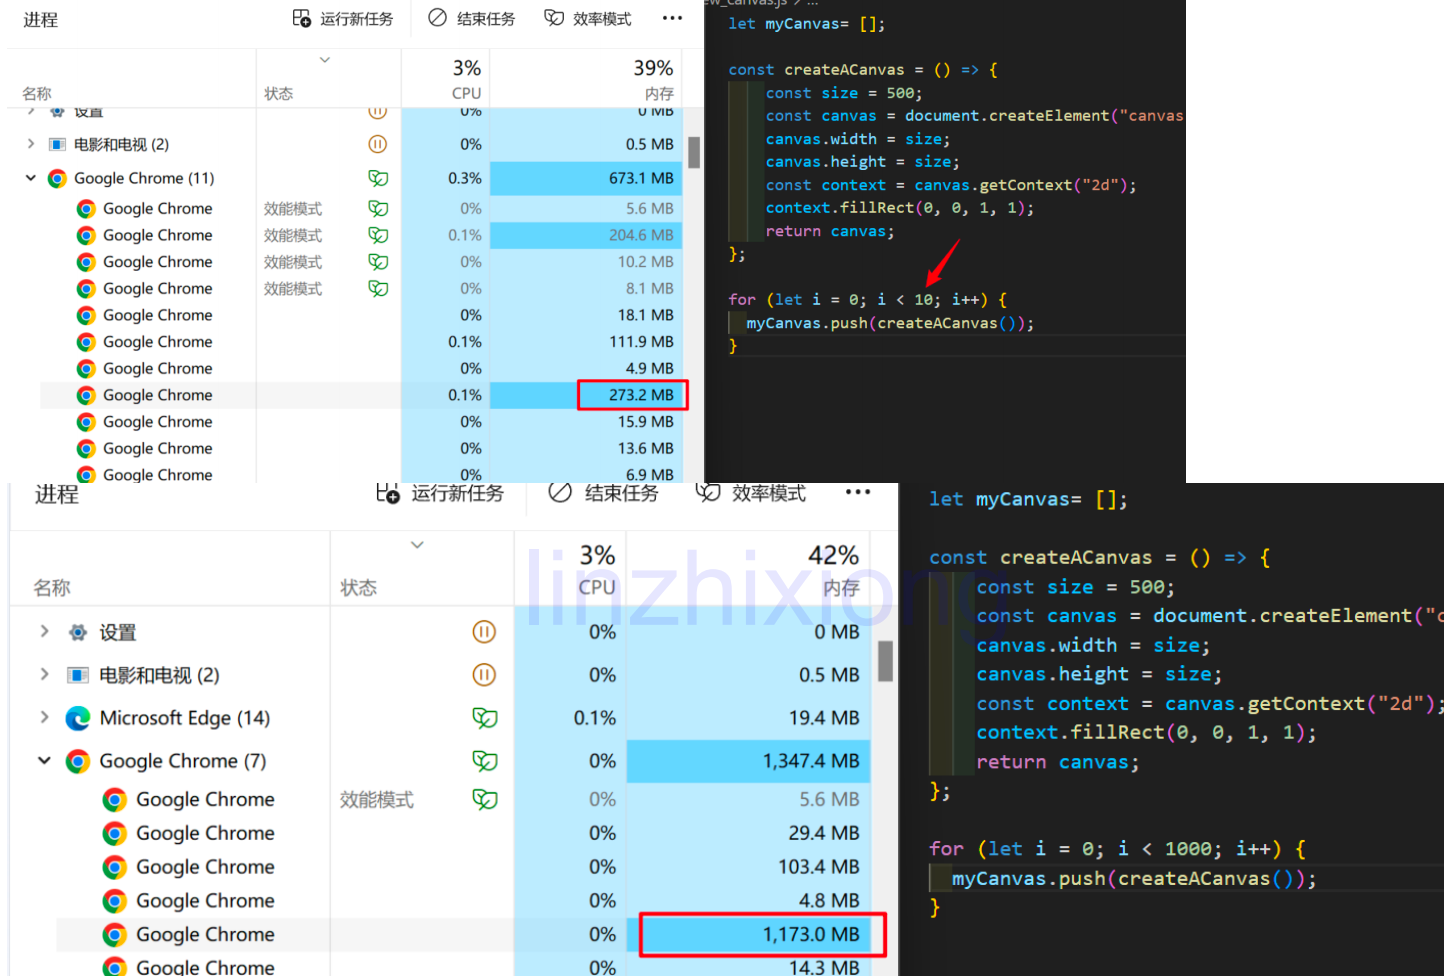 进程 运行新任务 结束任务 效率模式 •••
3% 39%
名称 状态 CPU 内存
设置 0% 0 MB
电影和电视 (2) 0% 0.5 MB
Google Chrome (11) 0.3% 673.1 MB
Google Chrome 效能模式 0% 5.6 MB
Google Chrome 效能模式 0.1% 204.6 MB
Google Chrome 效能模式 0% 10.2 MB
Google Chrome 效能模式 0% 8.1 MB
Google Chrome 0% 18.1 MB
Google Chrome 0.1% 111.9 MB
Google Chrome 0% 4.9 MB
Google Chrome 0.1% 273.2 MB
Google Chrome 0% 15.9 MB
Google Chrome 0% 13.6 MB
Google Chrome 0% 6.9 MB
ew_canvas.js > ...
let myCanvas= [];
const createACanvas = () => {
const size = 500;
const canvas = document.createElement("canvas
canvas.width = size;
canvas.height = size;
const context = canvas.getContext("2d");
context.fillRect(0, 0, 1, 1);
return canvas;
};
for (let i = 0; i < 10; i++) {
myCanvas.push(createACanvas());
}
进程 运行新任务 结束任务 效率模式 •••
3% 42%
名称 状态 CPU 内存
设置 0% 0 MB
电影和电视 (2) 0% 0.5 MB
Microsoft Edge (14) 0.1% 19.4 MB
Google Chrome (7) 0% 1,347.4 MB
Google Chrome 效能模式 0% 5.6 MB
Google Chrome 0% 29.4 MB
Google Chrome 0% 103.4 MB
Google Chrome 0% 4.8 MB
Google Chrome 0% 1,173.0 MB
Google Chrome 0% 14.3 MB
let myCanvas= [];
const createACanvas = () => {
const size = 500;
const canvas = document.createElement("c
canvas.width = size;
canvas.height = size;
const context = canvas.getContext("2d");
context.fillRect(0, 0, 1, 1);
return canvas;
};
for (let i = 0; i < 1000; i++) {
myCanvas.push(createACanvas());
}
linzhixiong